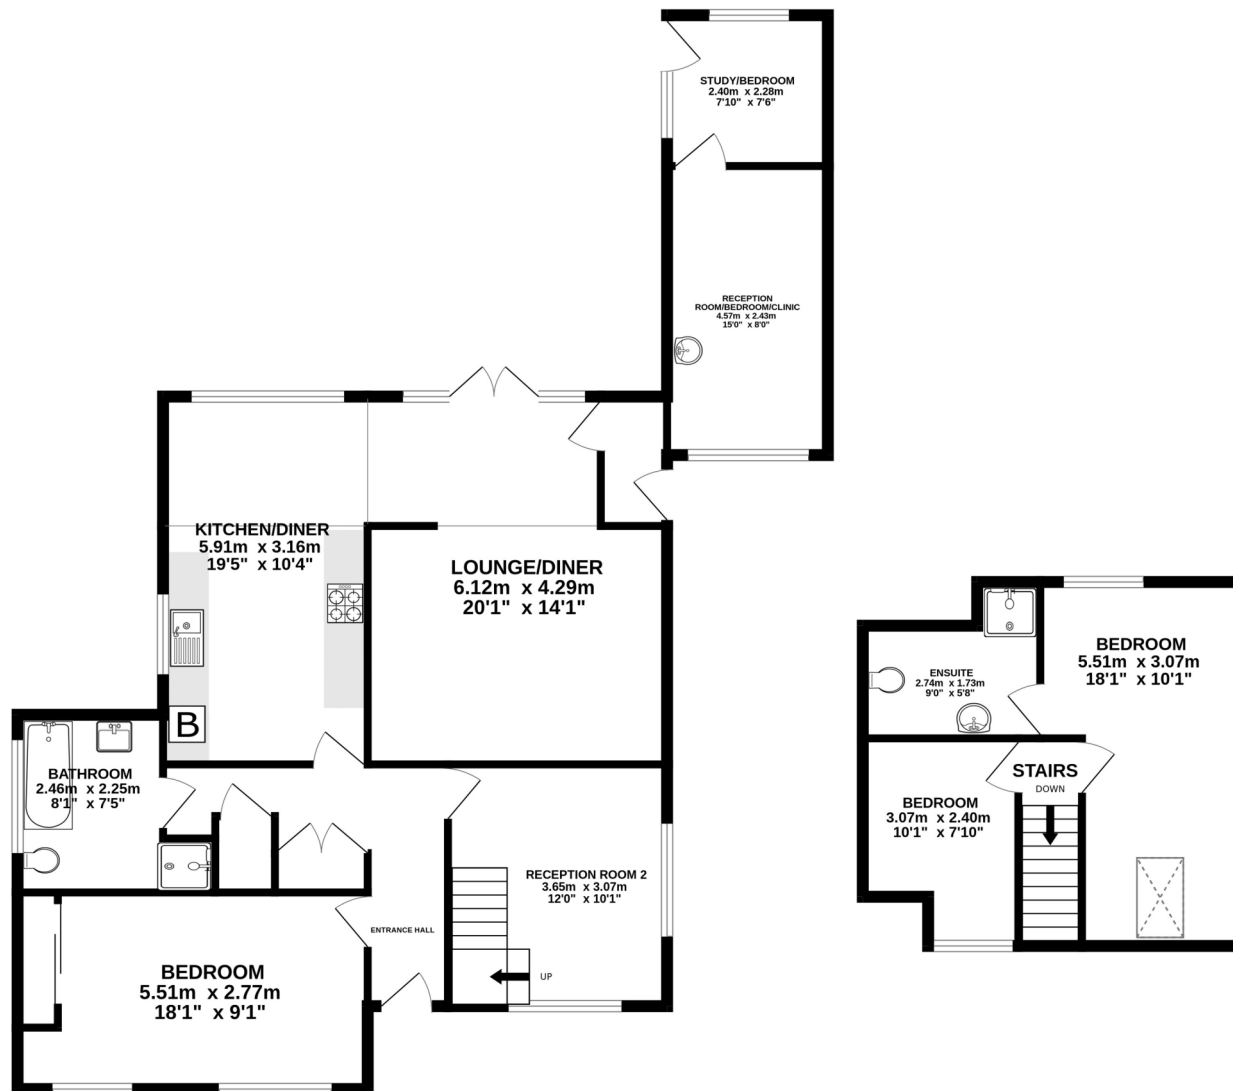 STUDY/BEDROOM
2.40m x 2.28m
7'10" x 7'6"
RECEPTION
ROOM/BEDROOM/CLINIC
4.57m x 2.43m
15'0" x 8'0"
KITCHEN/DINER
5.91m x 3.16m
19'5" x 10'4"
LOUNGE/DINER
6.12m x 4.29m
20'1" x 14'1"
B
BATHROOM
2.46m x 2.25m
8'1" x 7'5"
RECEPTION ROOM 2
3.65m x 3.07m
12'0" x 10'1"
ENTRANCE HALL
UP
BEDROOM
5.51m x 2.77m
18'1" x 9'1"
BEDROOM
5.51m x 3.07m
18'1" x 10'1"
ENSUITE
2.74m x 1.73m
9'0" x 5'8"
STAIRS
DOWN
BEDROOM
3.07m x 2.40m
10'1" x 7'10"